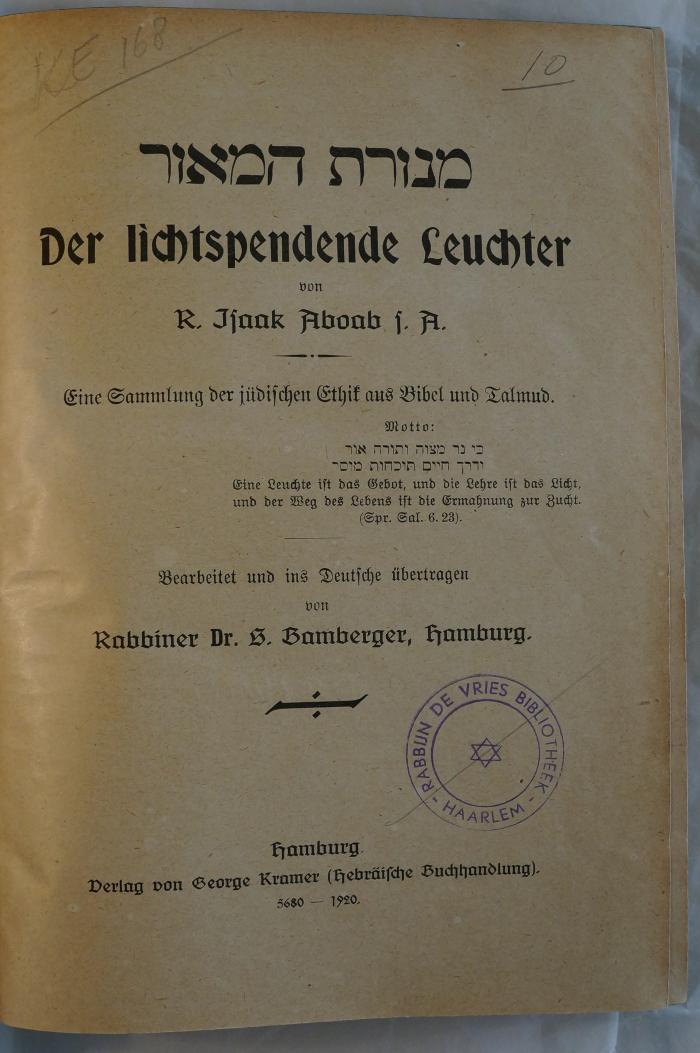 KE 168
10
מנורת המאור
Der lichtspendende Leuchter
von
R. Isaak Aboab s. A.
Eine Sammlung der jüdischen Ethik aus Bibel und Talmud.
Motto:
כי נר מצוה ותורה אור
ודרך חיים תוכחות מוסר
Eine Leuchte ist das Gebot, und die Lehre ist das Licht,
und der Weg des Lebens ist die Ermahnung zur Zucht.
(Spr. Sal. 6. 23).
Bearbeitet und ins Deutsche übertragen
von
Rabbiner Dr. S. Bamberger, Hamburg.
RABBIJN DE VRIES BIBLIOTHEEK
- HAARLEM -
Hamburg.
Verlag von George Kramer (Hebräische Buchhandlung).
5680 — 1920.